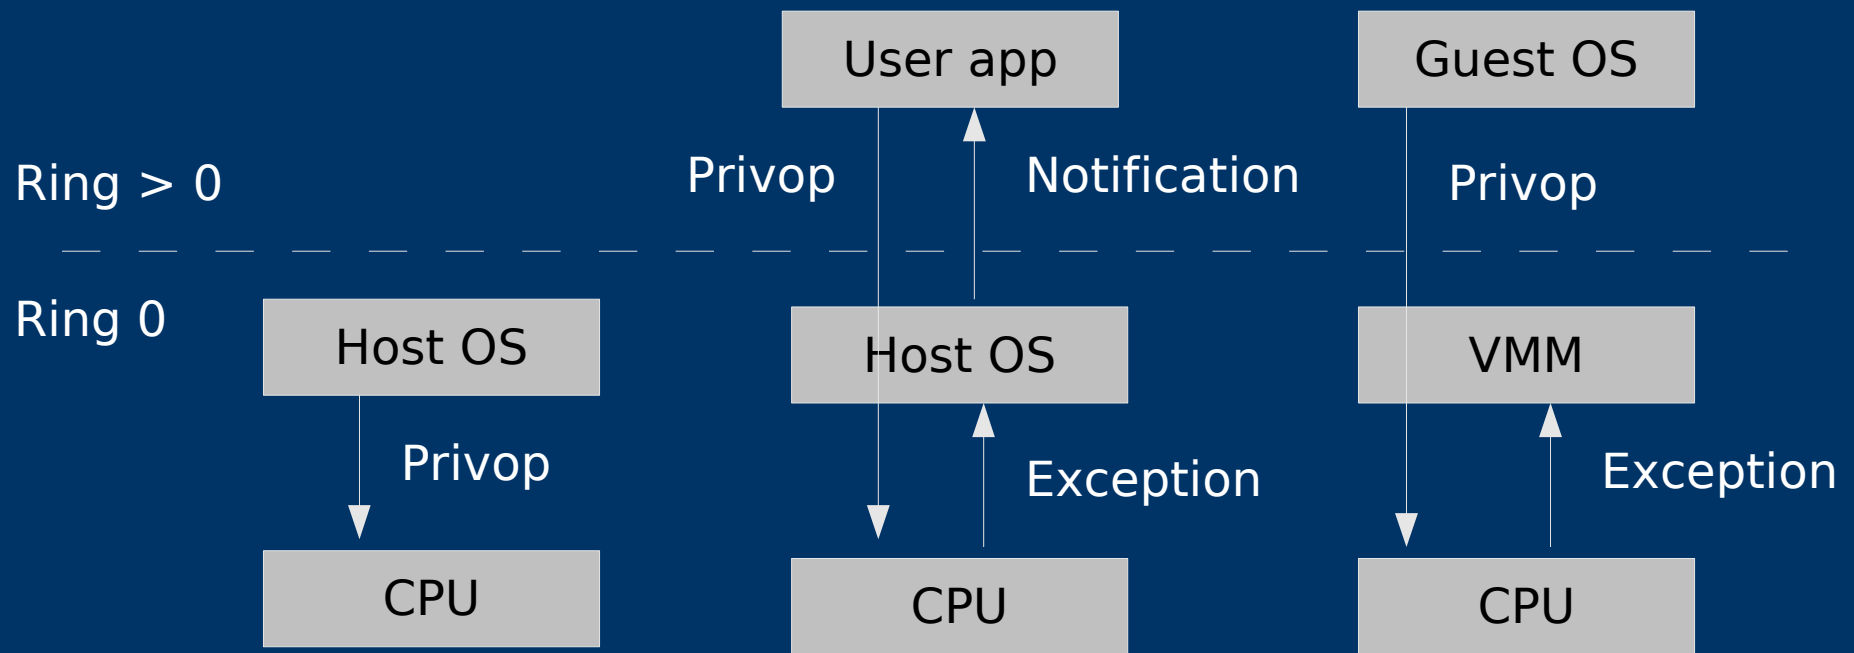 User app
Guest OS
Ring > 0
Privop
Notification
Privop
Ring 0
Host OS
Host OS
VMM
Privop
Exception
Exception
CPU
CPU
CPU